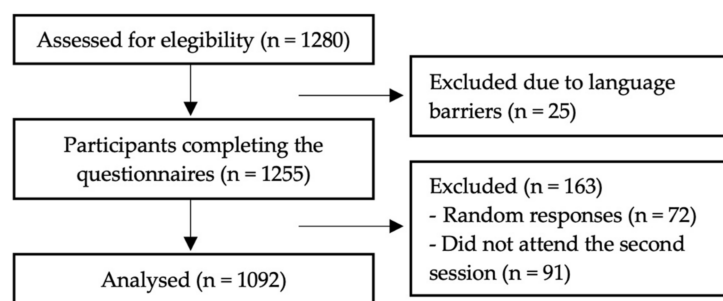 Assessed for elegibility (n = 1280)
Excluded due to language
barriers (n = 25)
Participants completing the
questionnaires (n = 1255)
Excluded (n = 163)
- Random responses (n = 72)
- Did not attend the second
session (n = 91)
Analysed (n = 1092)